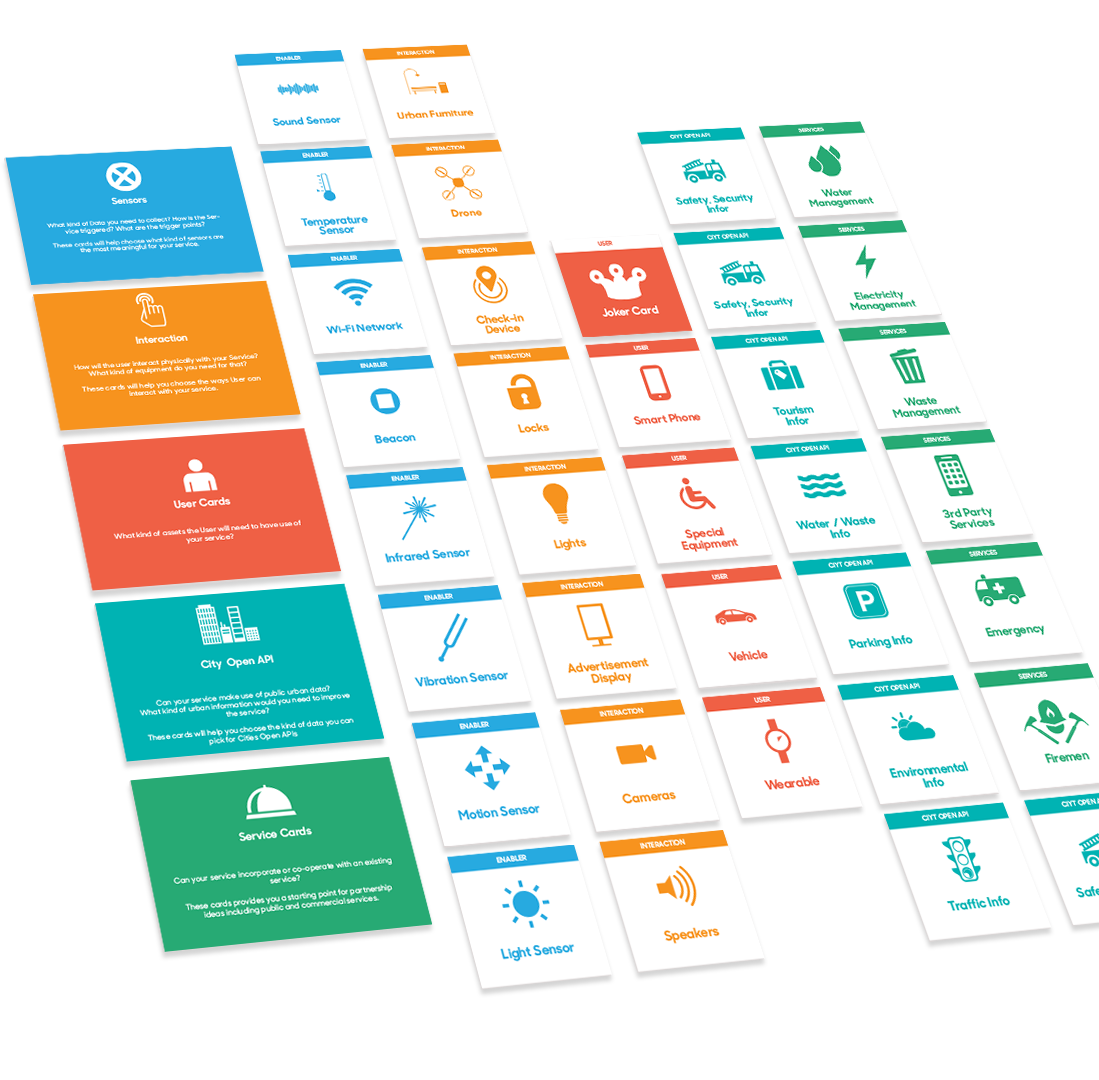 Sensors
What kind of Data you need to collect? How is the Ser-
vice triggered? What are the trigger points?
These cards will help choose what kind of sensors are
the most meaningful for your service.
Interaction
How will the user interact physically with your Service?
What kind of equipment do you need for that?
These cards will help you choose the ways User can
interact with your service.
User Cards
What kind of assets the User will need to have use of
your service?
City Open API
Can your service make use of public urban data?
What kind of urban information would you need to improve
the service?
These cards will help you choose the kind of data you can
pick for Cities Open APIs
Service Cards
Can your service incorporate or co-operate with an existing
service?
These cards provides you a starting point for partnership
ideas including public and commercial services.
ENABLER
Sound Sensor
ENABLER
Temperature
Sensor
ENABLER
Wi-Fi Network
ENABLER
Beacon
ENABLER
Infrared Sensor
ENABLER
Vibration Sensor
ENABLER
Motion Sensor
ENABLER
Light Sensor
INTERACTION
Urban Furniture
INTERACTION
Drone
INTERACTION
Check-in
Device
INTERACTION
Locks
INTERACTION
Lights
INTERACTION
Advertisement
Display
INTERACTION
Cameras
INTERACTION
Speakers
USER
Joker Card
USER
Smart Phone
USER
Special
Equipment
USER
Vehicle
USER
Wearable
CIYT OPEN API
Safety, Security
Infor
CIYT OPEN API
Safety, Security
Infor
CIYT OPEN API
Tourism
Infor
CIYT OPEN API
Water / Waste
Info
CIYT OPEN API
P
Parking Info
CIYT OPEN API
Environmental
Info
CIYT OPEN API
Traffic Info
SERVICES
Water
Management
SERVICES
Electricity
Management
SERVICES
Waste
Management
SERVICES
3rd Party
Services
SERVICES
Emergency
SERVICES
Firemen
CIYT OPEN